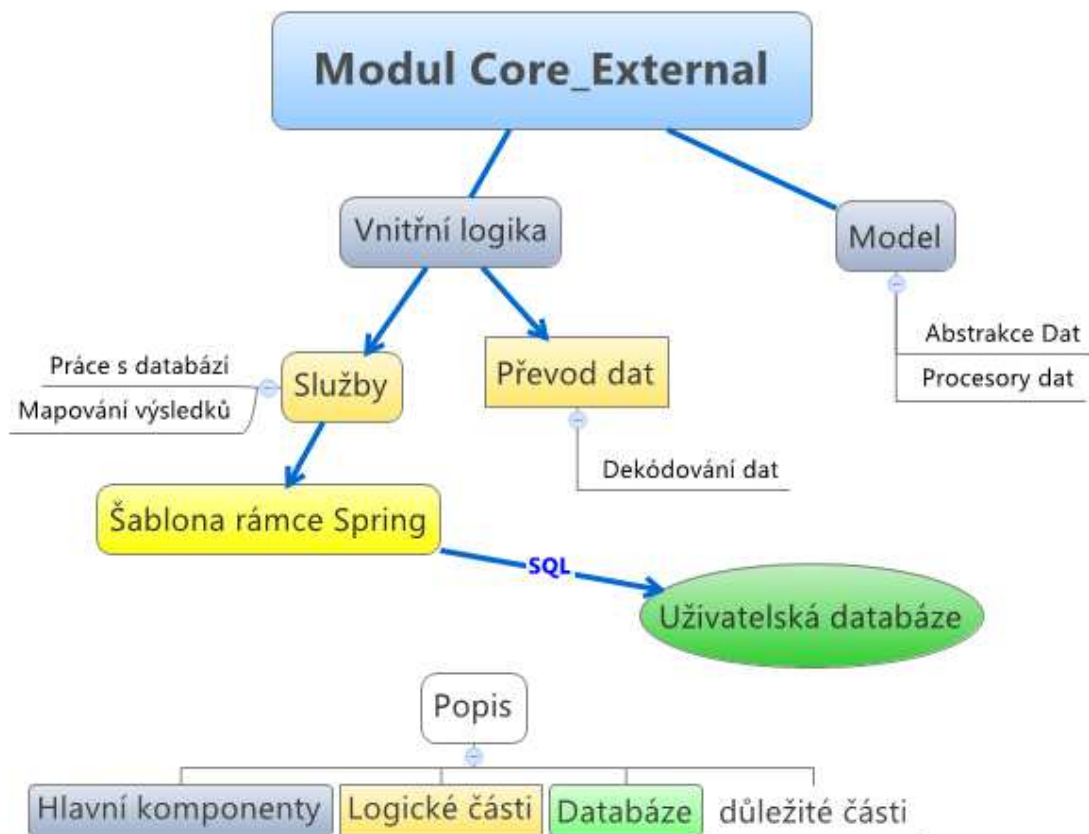 Modul Core_External
Vnitřní logika
Model
Abstrakce Dat
Procesory dat
Práce s databází
Mapování výsledků
Služby
Převod dat
Dekódování dat
Šablona rámce Spring
SQL
Uživatelská databáze
Popis
Hlavní komponenty
Logické části
Databáze
důležité části